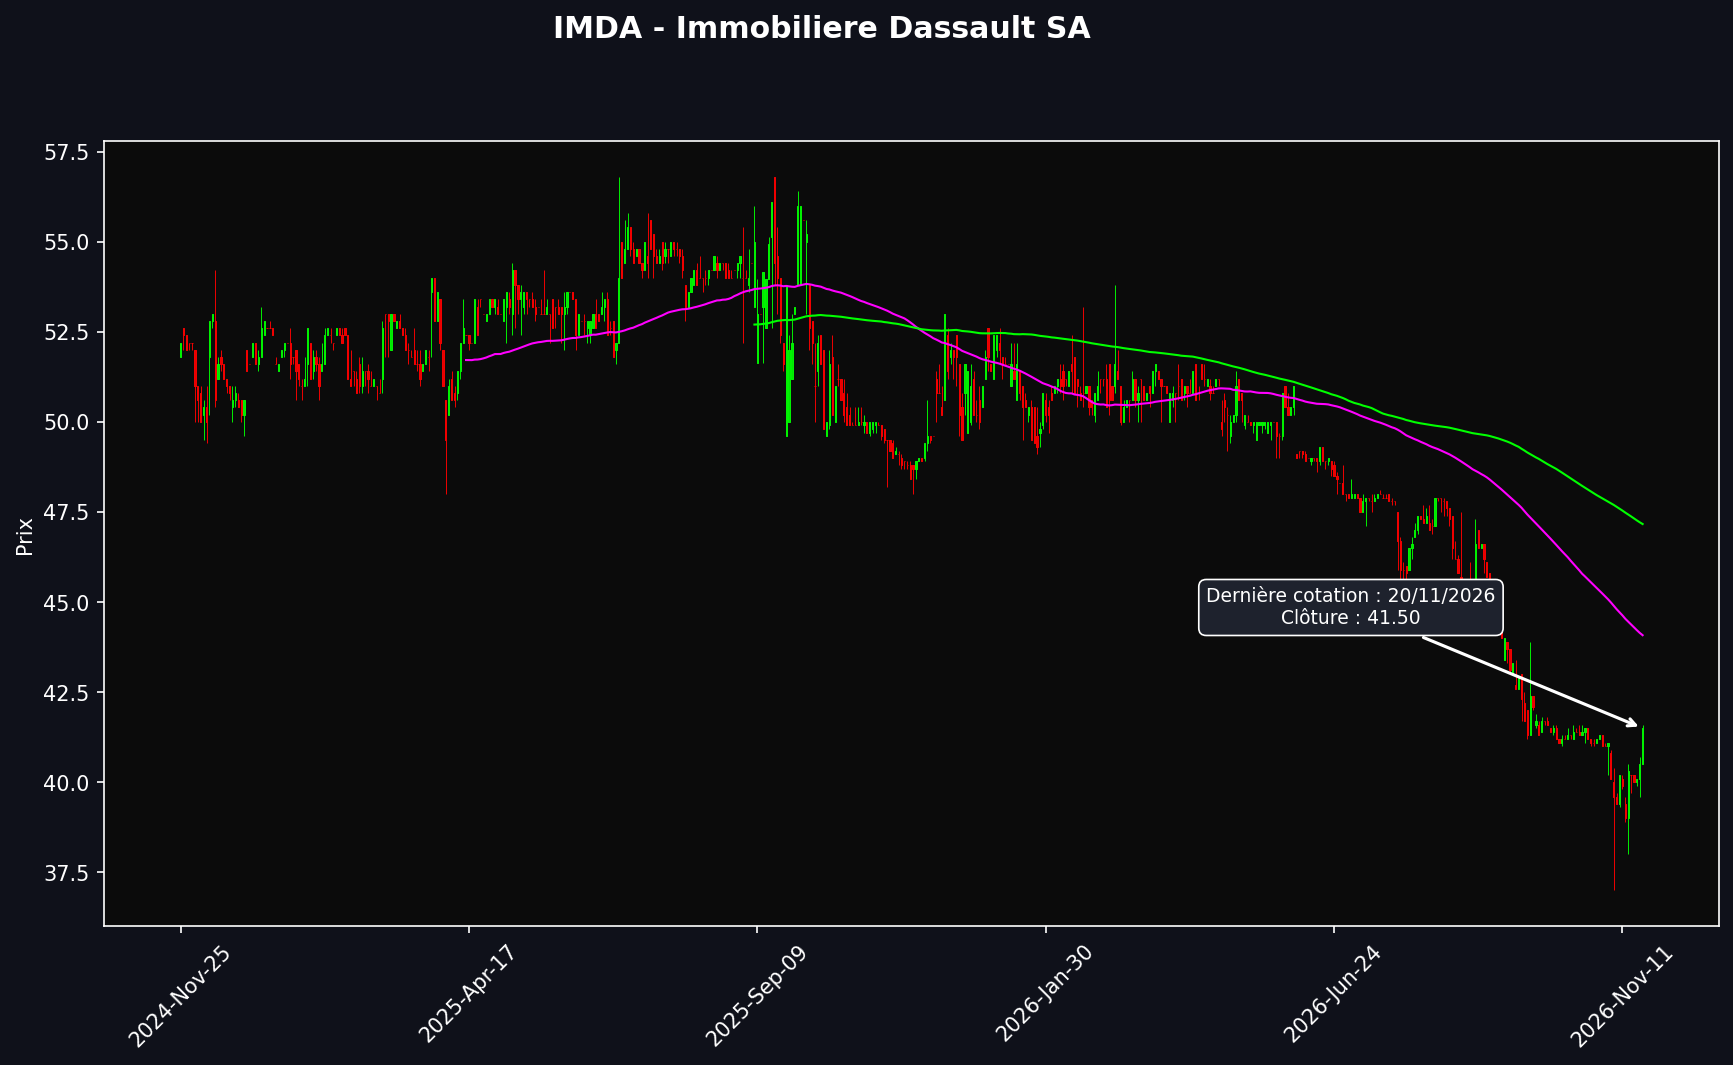 IMDA - Immobiliere Dassault SA
57.5
55.0
52.5
50.0
47.5
45.0
42.5
40.0
37.5
Prix
Dernière cotation : 20/11/2026
Clôture : 41.50
2024-Nov-25
2025-Apr-17
2025-Sep-09
2026-Jan-30
2026-Jun-24
2026-Nov-11